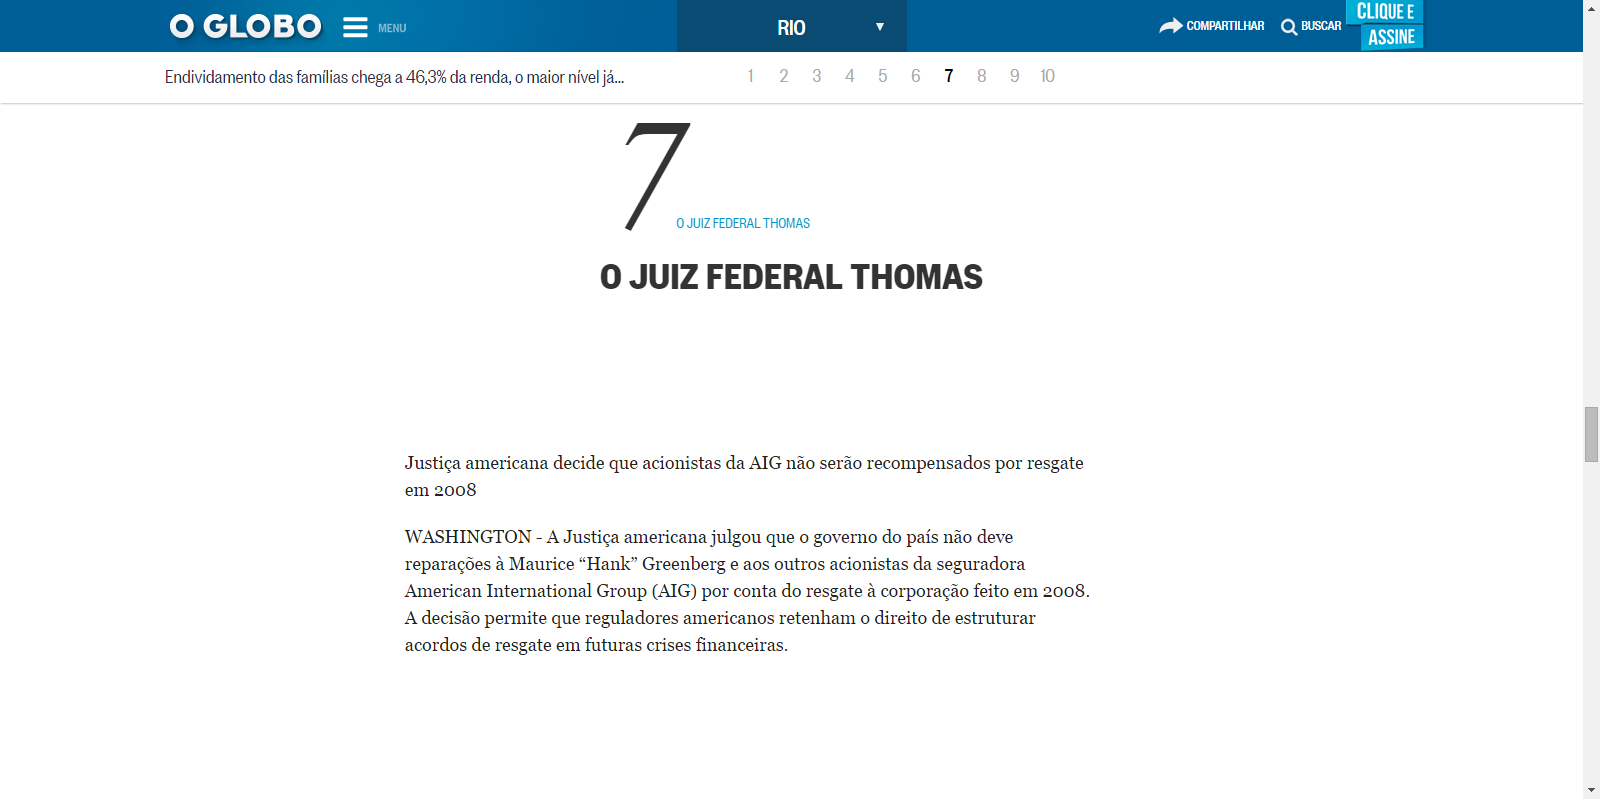 O GLOBO MENU RIO COMPARTILHAR BUSCAR CLIQUE E ASSINE
Endividamento das famílias chega a 46,3% da renda, o maior nível já... 1 2 3 4 5 6 7 8 9 10
7 O JUIZ FEDERAL THOMAS
O JUIZ FEDERAL THOMAS
Justiça americana decide que acionistas da AIG não serão recompensados por resgate
em 2008
WASHINGTON - A Justiça americana julgou que o governo do país não deve
reparações à Maurice “Hank” Greenberg e aos outros acionistas da seguradora
American International Group (AIG) por conta do resgate à corporação feito em 2008.
A decisão permite que reguladores americanos retenham o direito de estruturar
acordos de resgate em futuras crises financeiras.